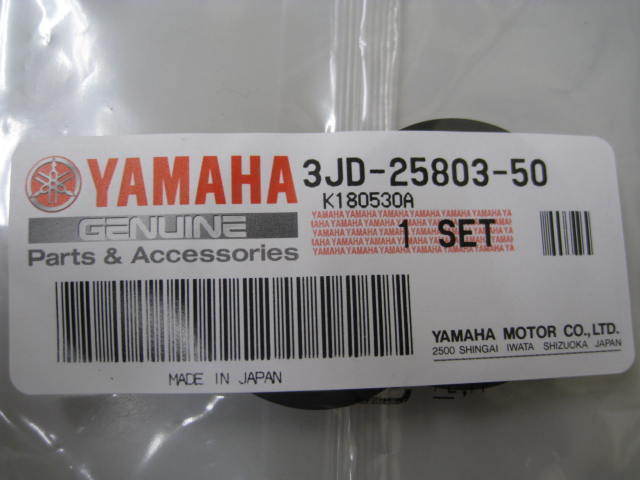 YAMAHA 3JD-25803-50
K180530A
GENUINE
Parts & Accessories
1 SET
YAMAHA MOTOR CO., LTD.
2500 SHINGAI IWATA SHIZUOKA JAPAN
MADE IN JAPAN